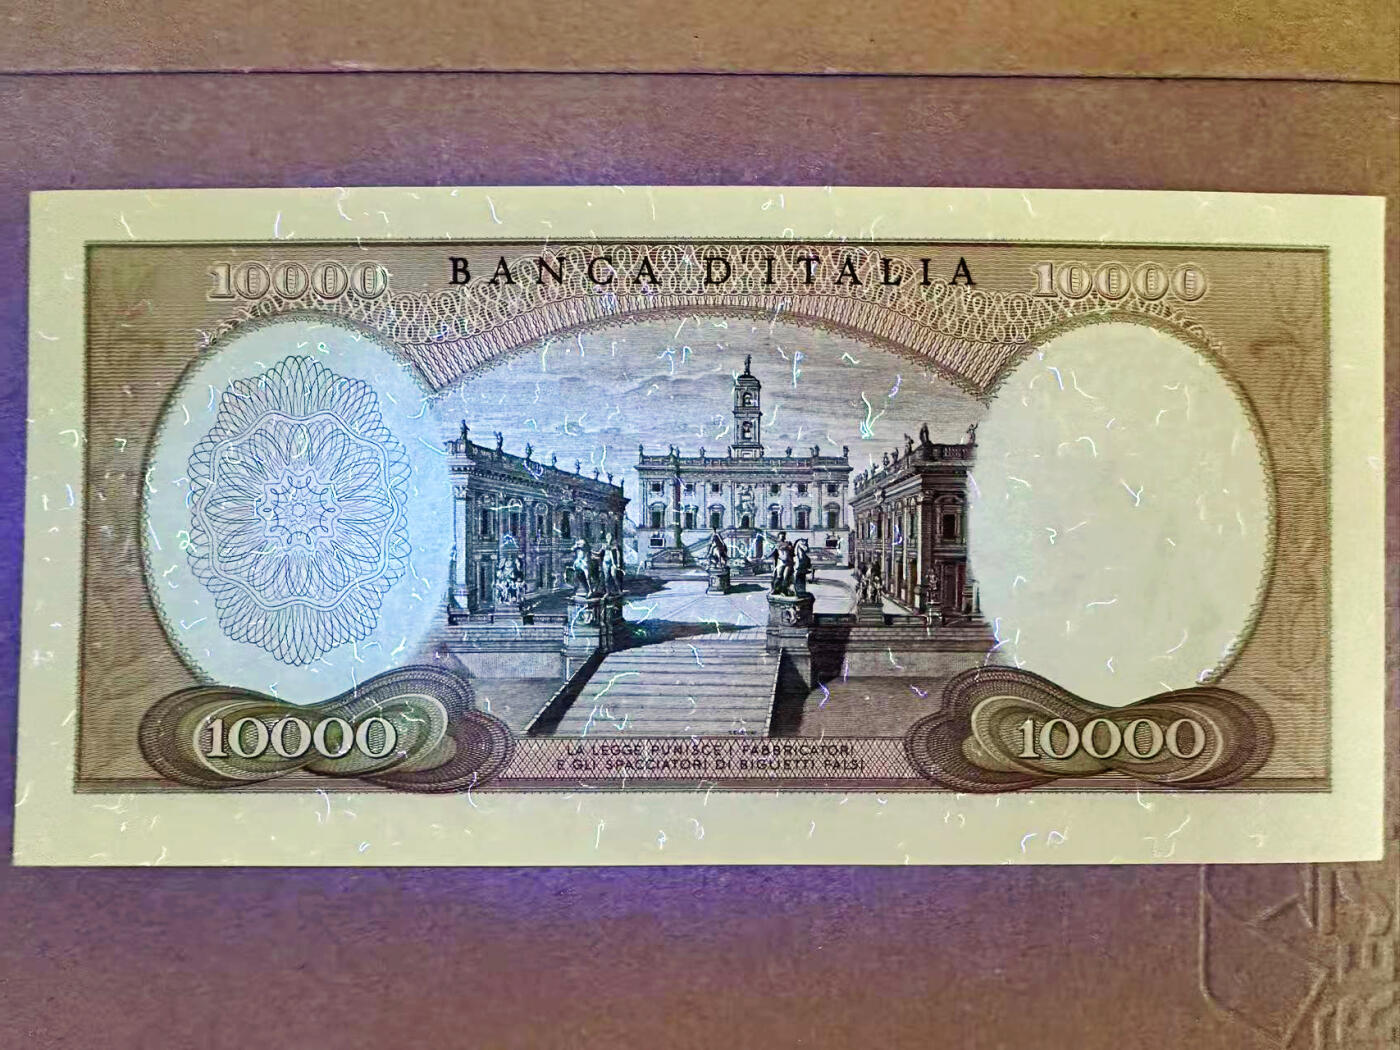 10000 BANCA D'ITALIA 10000
10000 LA LEGGE PUNISCE I FABBRICATORI 10000
E GLI SPACCIATORI DI BIGLIETTI FALSI